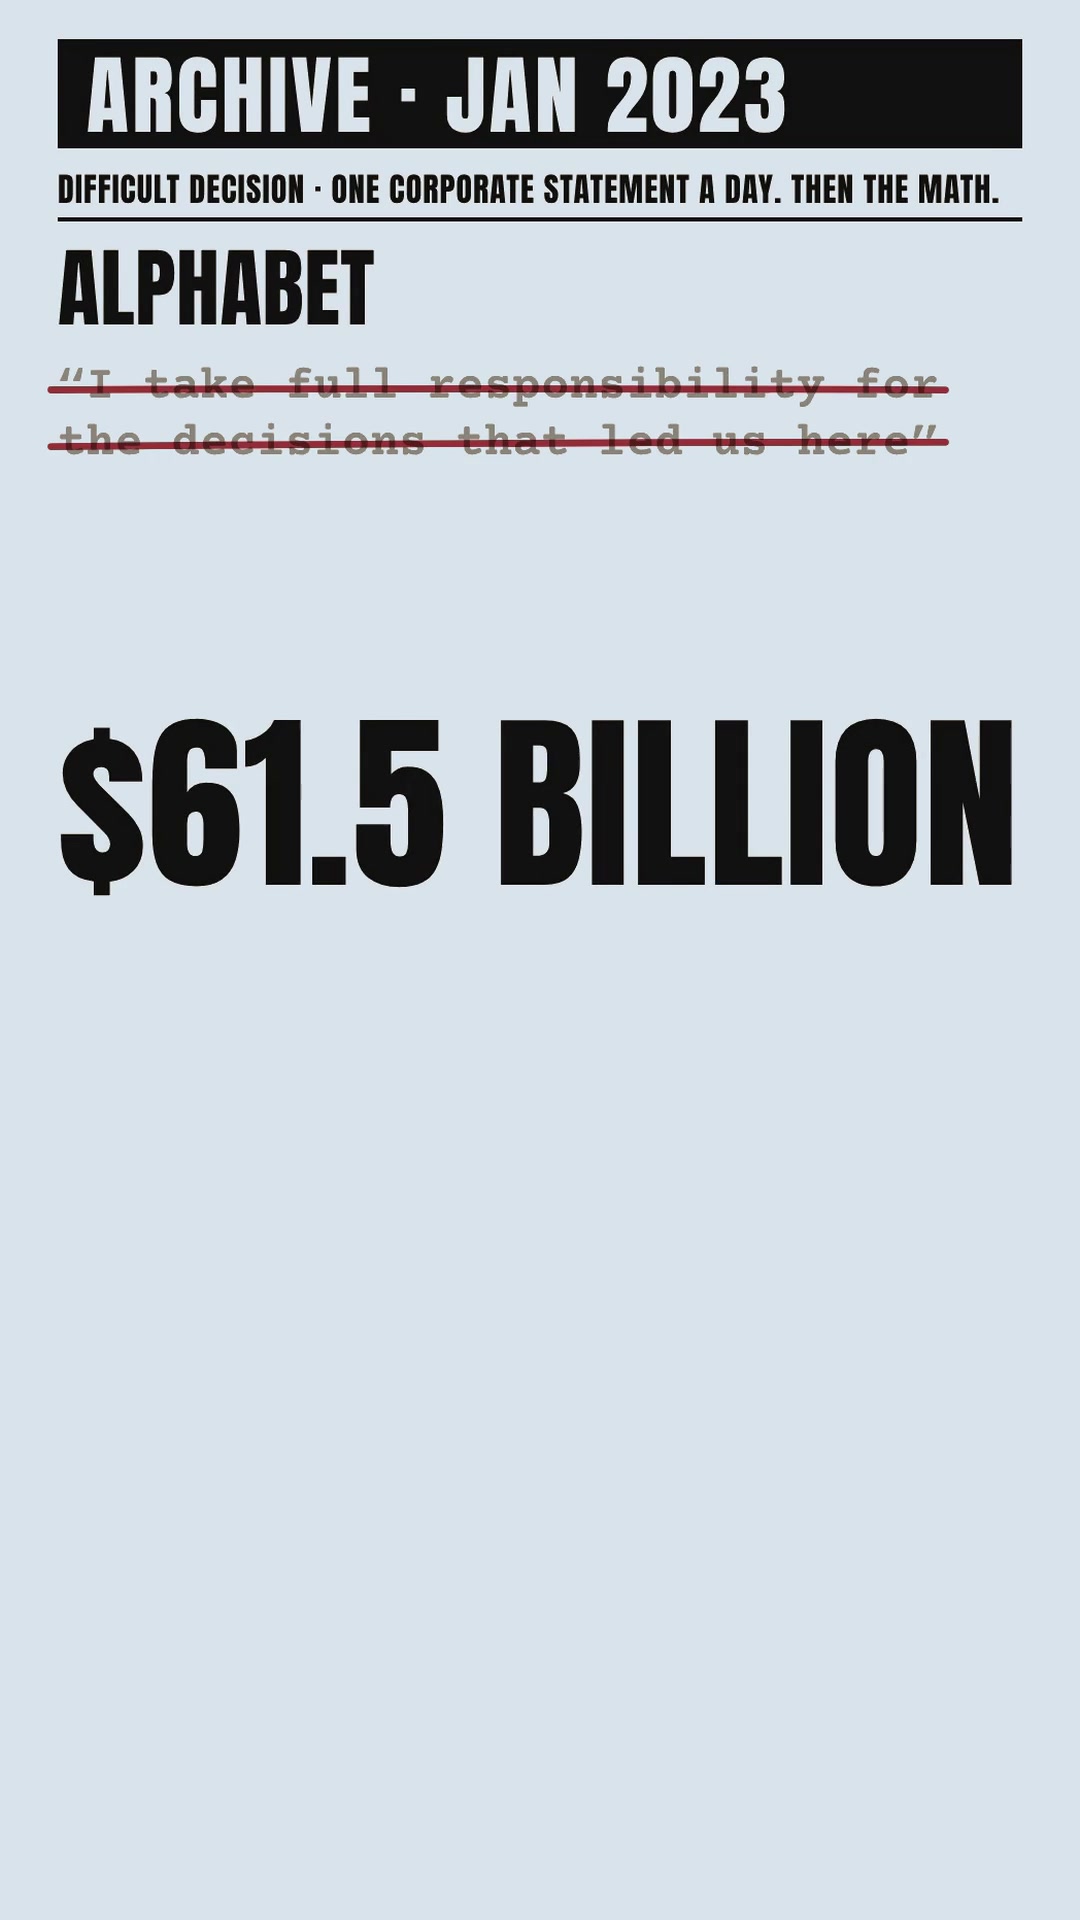 ARCHIVE · JAN 2023
DIFFICULT DECISION · ONE CORPORATE STATEMENT A DAY. THEN THE MATH.
ALPHABET
“I take full responsibility for
the decisions that led us here”
$61.5 BILLION